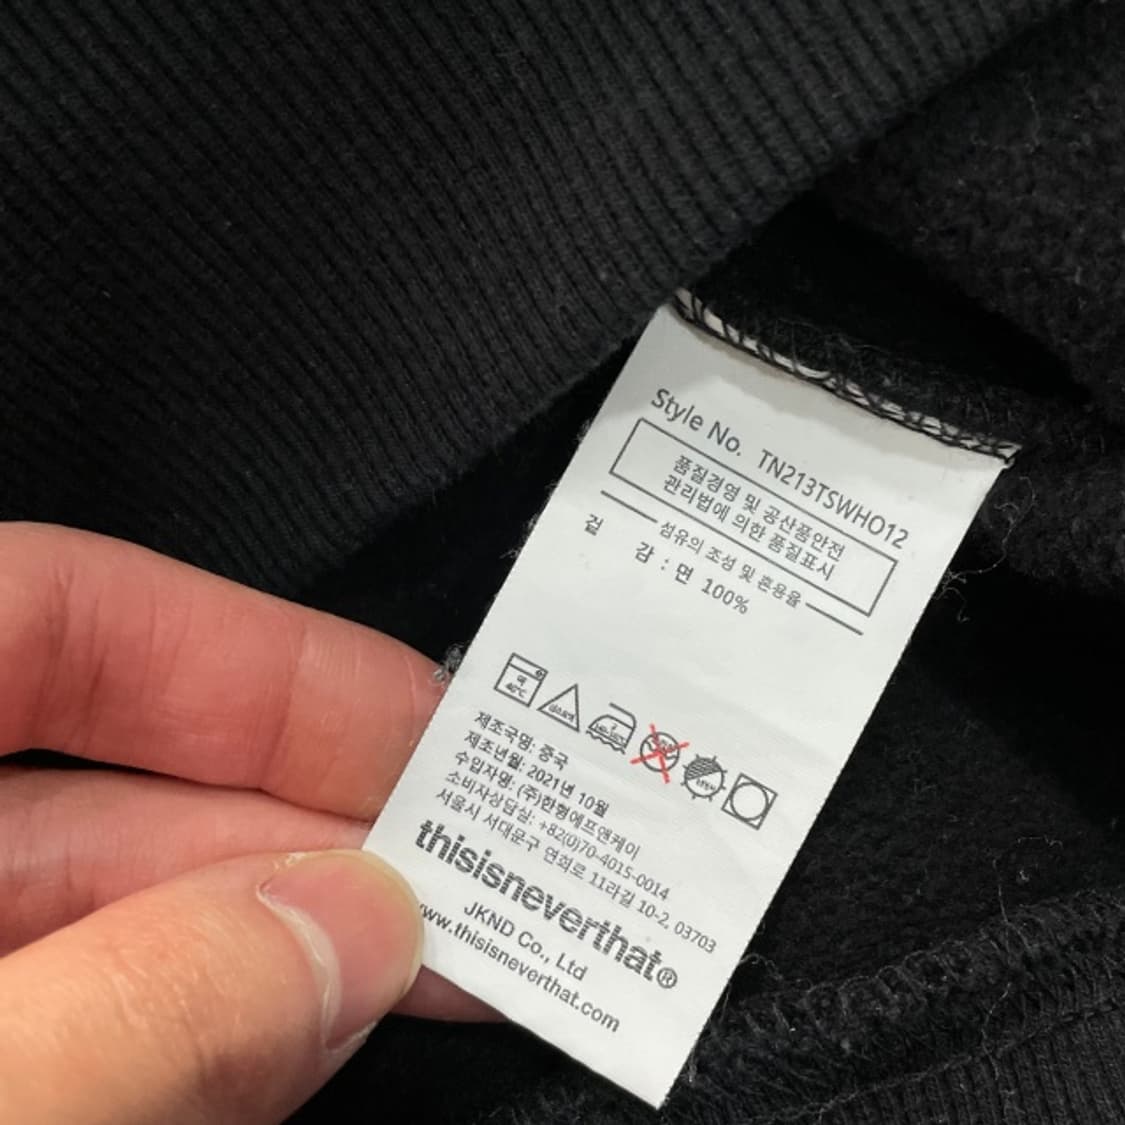 Style No. TN213TSWHO12
품질경영 및 공산품안전
관리법에 의한 품질표시
섬유의 조성 및 혼용율
겉 감 : 면 100%
40℃
제조국명: 중국
제조년월: 2021년 10월
수입자명: (주)한형에프앤케이
소비자상담실: +82(0)70-4015-0014
서울시 서대문구 연희로 11라길 10-2, 03703
thisisneverthat®
JKND Co., Ltd
www.thisisneverthat.com